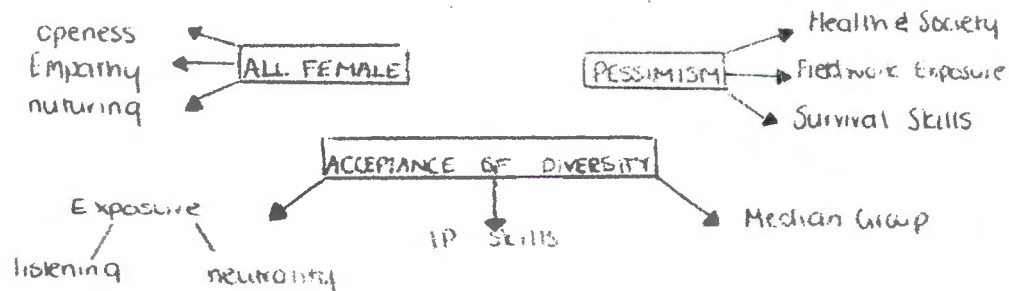 openess
Empathy
nuturing
ALL FEMALE
PESSIMISM
Health & Society
Fieldwork Exposure
Survival Skills
ACCEPTANCE OF DIVERSITY
Exposure
listening
neutrality
IP Skills
Median Group